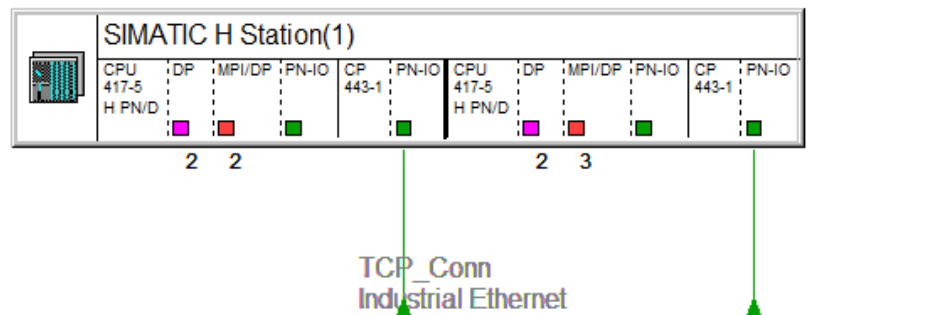 SIMATIC H Station(1)
CPU 417-5 H PN/D
DP
MPI/DP
PN-IO
CP 443-1
PN-IO
CPU 417-5 H PN/D
DP
MPI/DP
PN-IO
CP 443-1
PN-IO
2 2 2 3
TCP_Conn
Industrial Ethernet